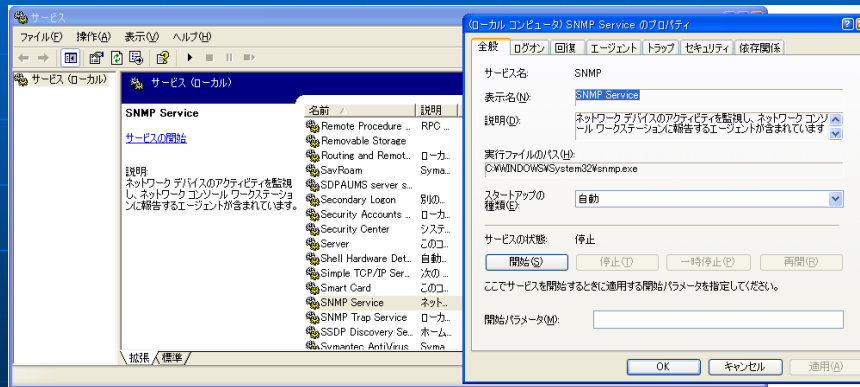 サービス
ファイル(F) 操作(A) 表示(V) ヘルプ(H)
サービス (ローカル)
サービス (ローカル)
SNMP Service
サービスの開始
説明:
ネットワーク デバイスのアクティビティを監視
し、ネットワーク コンソール ワークステーショ
ンに報告するエージェントが含まれています。
名前 説明
Remote Procedure ... RPC ...
Removable Storage
Routing and Remot... ローカ...
SavRoam Syma...
SDPAUMS server s...
Secondary Logon 別の...
Security Accounts ... ローカ...
Security Center システ...
Server このコ...
Shell Hardware Det... 自動...
Simple TCP/IP Ser... 次の ...
Smart Card このコ...
SNMP Service ネット...
SNMP Trap Service ローカ...
SSDP Discovery Se... ホーム...
Symantec AntiVirus Syma...
拡張 標準
(ローカル コンピュータ) SNMP Service のプロパティ
全般 ログオン 回復 エージェント トラップ セキュリティ 依存関係
サービス名: SNMP
表示名(N): SNMP Service
説明(D): ネットワーク デバイスのアクティビティを監視し、ネットワーク コンソ
ール ワークステーションに報告するエージェントが含まれています
実行ファイルのパス(H):
C:¥WINDOWS¥System32¥snmp.exe
スタートアップの
種類(E): 自動
サービスの状態: 停止
開始(S) 停止(T) 一時停止(P) 再開(R)
ここでサービスを開始するときに適用する開始パラメータを指定してください。
開始パラメータ(M):
OK キャンセル 適用(A)